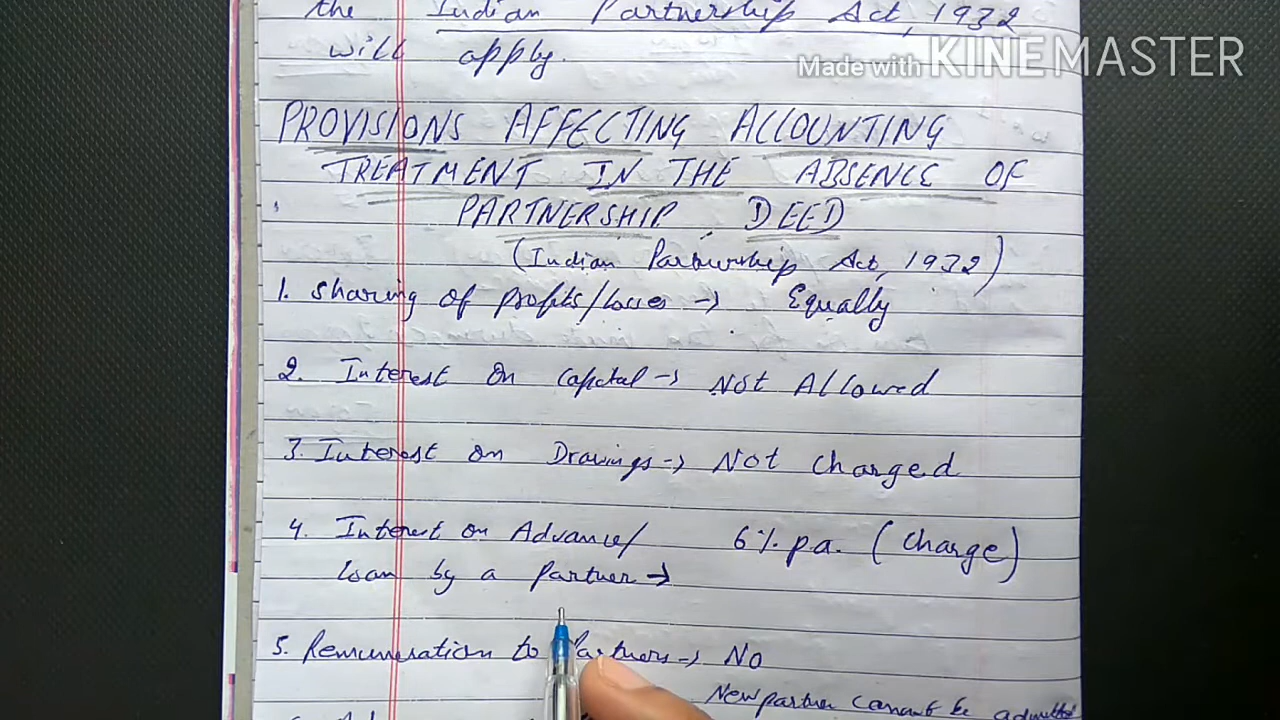 the Indian Partnership Act, 1932
will apply.
Made with KINEMASTER
PROVISIONS AFFECTING ACCOUNTING
TREATMENT IN THE ABSENCE OF
PARTNERSHIP DEED
(Indian Partnership Act, 1932)
1. Sharing of Profits/Losses → Equally
2. Interest on Capital → Not Allowed
3. Interest on Drawings → Not Charged
4. Interest on Advance/ 6% p.a. (Charge)
Loan by a Partner →
5. Remuneration to Partners → No
New partner cannot be admitted